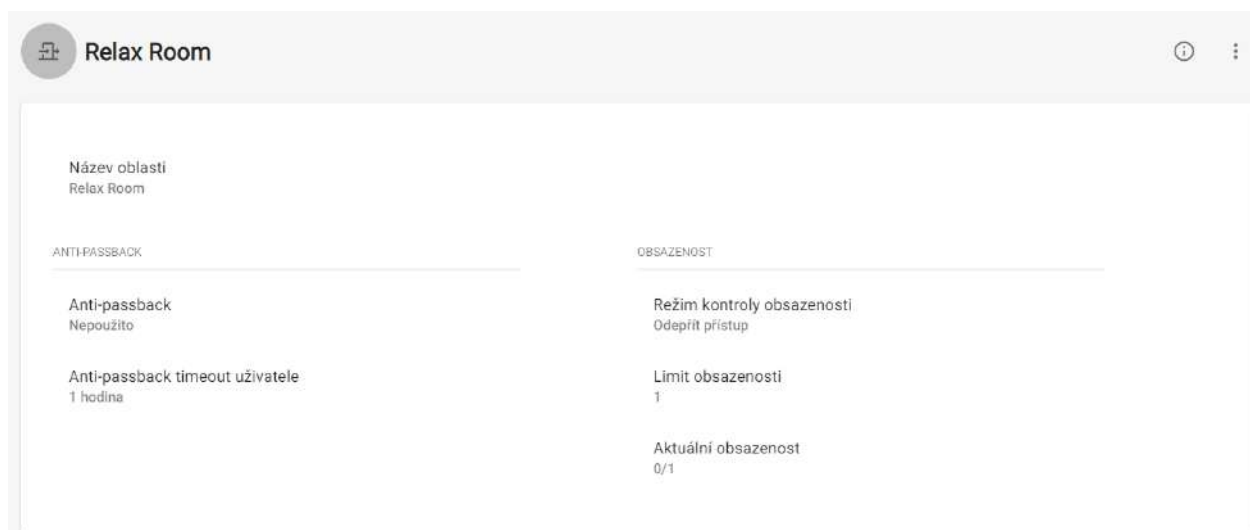 Relax Room
Název oblasti
Relax Room
ANTI-PASSBACK
Anti-passback
Nepoužito
Anti-passback timeout uživatele
1 hodina
OBSAZENOST
Režim kontroly obsazenosti
Odepřít přístup
Limit obsazenosti
1
Aktuální obsazenost
0/1